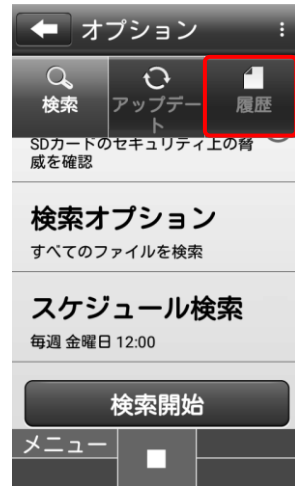 オプション
検索
アップデー
ト
履歴
SDカードのセキュリティ上の脅
威を確認
検索オプション
すべてのファイルを検索
スケジュール検索
毎週 金曜日 12:00
検索開始
メニュー